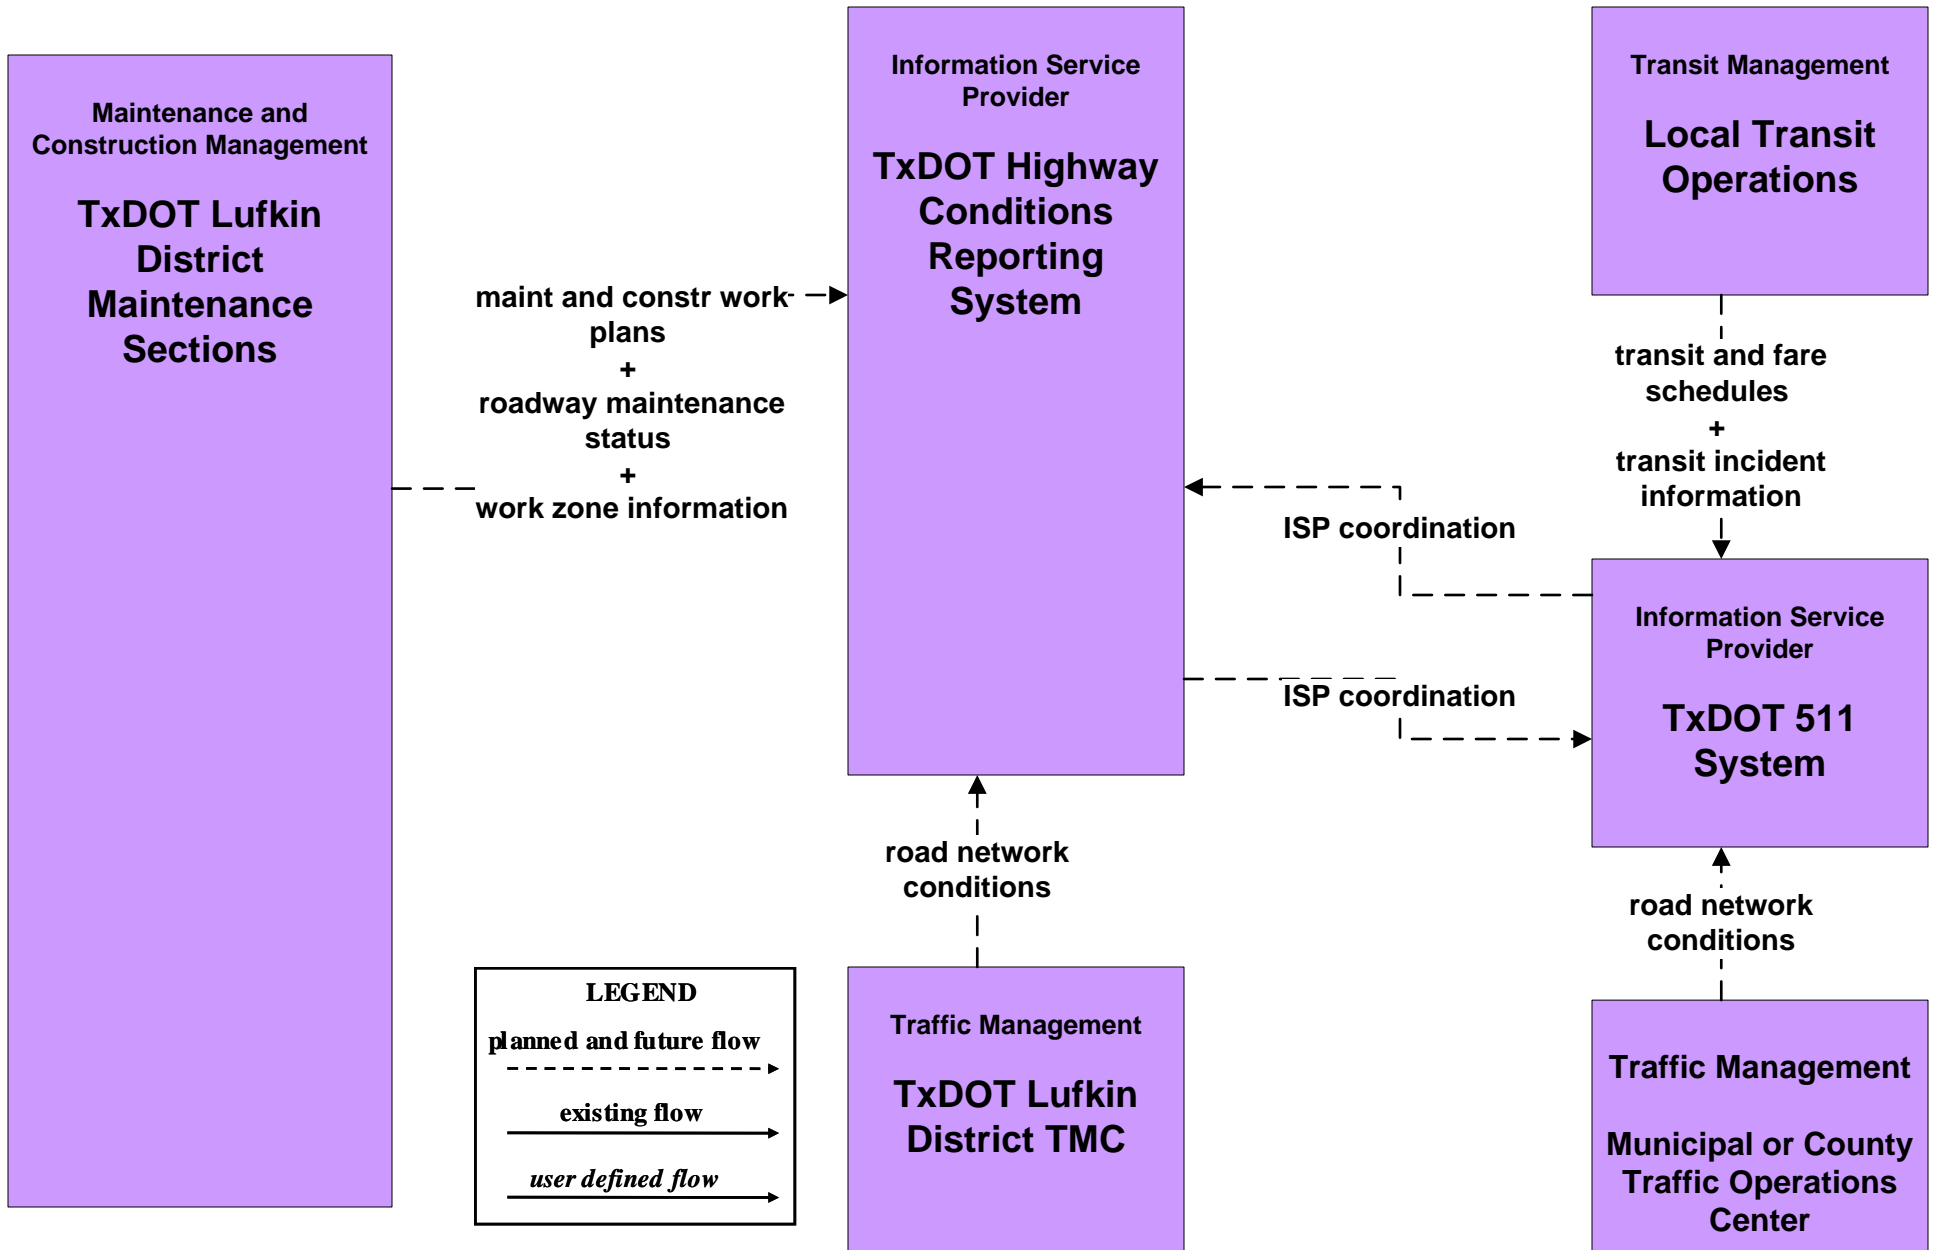 Maintenance and
Construction Management
TxDOT Lufkin
District
Maintenance
Sections
maint and constr work
plans
+
roadway maintenance
status
+
work zone information
Information Service
Provider
TxDOT Highway
Conditions
Reporting
System
Transit Management
Local Transit
Operations
transit and fare
schedules
+
transit incident
information
ISP coordination
ISP coordination
Information Service
Provider
TxDOT 511
System
road network
conditions
road network
conditions
LEGEND
planned and future flow
existing flow
user defined flow
Traffic Management
TxDOT Lufkin
District TMC
Traffic Management
Municipal or County
Traffic Operations
Center